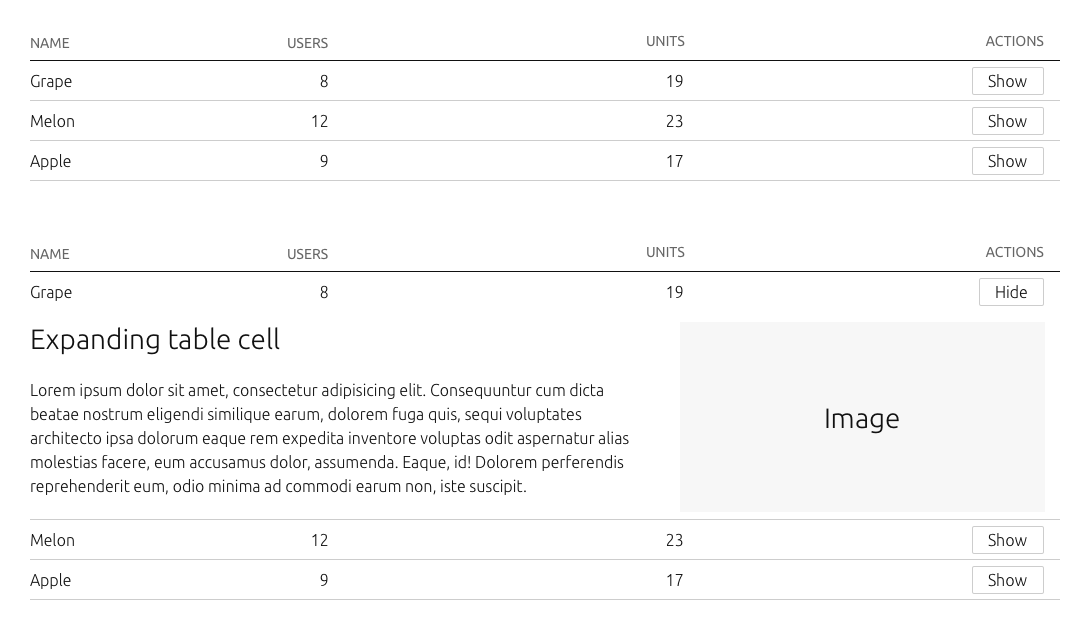 NAME USERS UNITS ACTIONS
Grape 8 19 Show
Melon 12 23 Show
Apple 9 17 Show
NAME USERS UNITS ACTIONS
Grape 8 19 Hide
Expanding table cell
Lorem ipsum dolor sit amet, consectetur adipisicing elit. Consequuntur cum dicta
beatae nostrum eligendi similique earum, dolorem fuga quis, sequi voluptates
architecto ipsa dolorum eaque rem expedita inventore voluptas odit aspernatur alias
molestias facere, eum accusamus dolor, assumenda. Eaque, id! Dolorem perferendis
reprehenderit eum, odio minima ad commodi earum non, iste suscipit.
Image
Melon 12 23 Show
Apple 9 17 Show